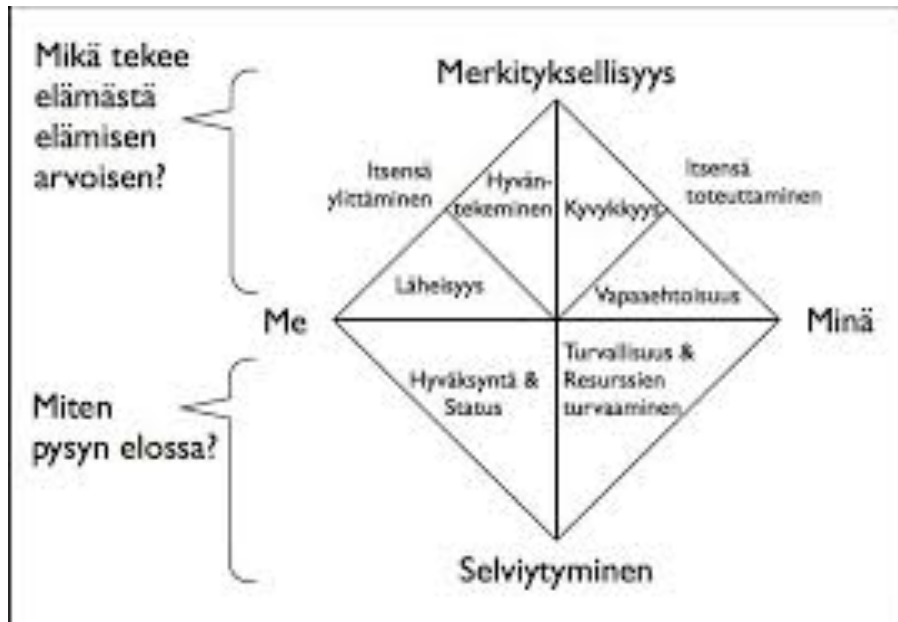 Mikä tekee
elämästä
elämisen
arvoisen?
Merkityksellisyys
Itsensä
ylittäminen
Hyvän-
tekeminen
Kyvykkyys
Itsensä
toteuttaminen
Läheisyys
Vapaaehtoisuus
Me
Minä
Miten
pysyn elossa?
Hyväksyntä &
Status
Turvallisuus &
Resurssien
turvaaminen
Selviytyminen